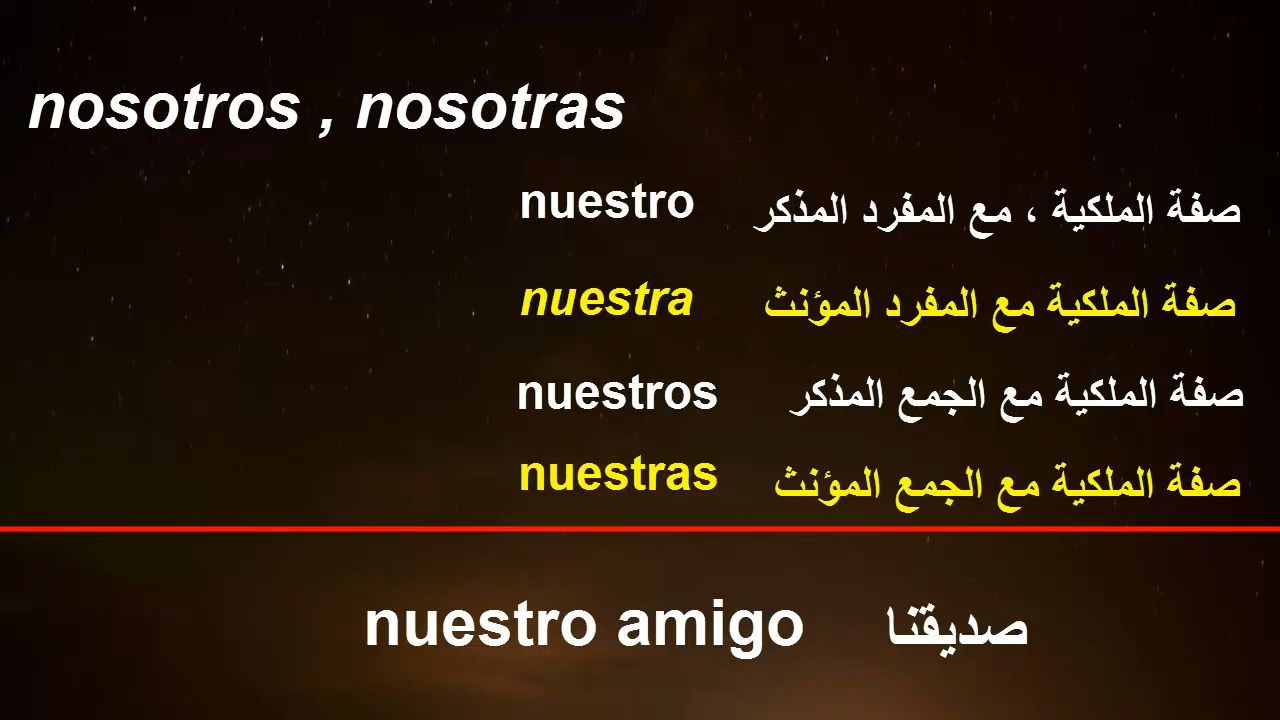 nosotros , nosotras
nuestro صفة الملكية ، مع المفرد المذكر
nuestra صفة الملكية مع المفرد المؤنث
nuestros صفة الملكية مع الجمع المذكر
nuestras صفة الملكية مع الجمع المؤنث
nuestro amigo صديقنا